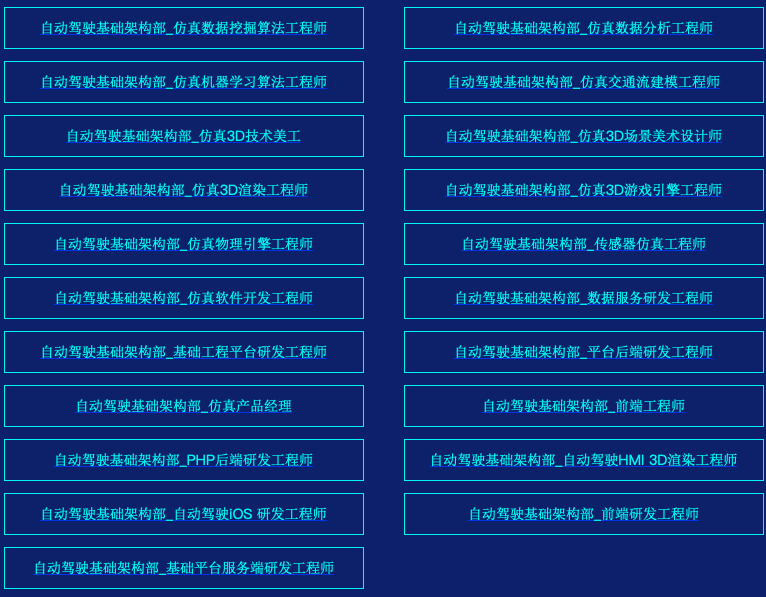 自动驾驶基础架构部_仿真数据挖掘算法工程师
自动驾驶基础架构部_仿真数据分析工程师
自动驾驶基础架构部_仿真机器学习算法工程师
自动驾驶基础架构部_仿真交通流建模工程师
自动驾驶基础架构部_仿真3D技术美工
自动驾驶基础架构部_仿真3D场景美术设计师
自动驾驶基础架构部_仿真3D渲染工程师
自动驾驶基础架构部_仿真3D游戏引擎工程师
自动驾驶基础架构部_仿真物理引擎工程师
自动驾驶基础架构部_传感器仿真工程师
自动驾驶基础架构部_仿真软件开发工程师
自动驾驶基础架构部_数据服务研发工程师
自动驾驶基础架构部_基础工程平台研发工程师
自动驾驶基础架构部_平台后端研发工程师
自动驾驶基础架构部_仿真产品经理
自动驾驶基础架构部_前端工程师
自动驾驶基础架构部_PHP后端研发工程师
自动驾驶基础架构部_自动驾驶HMI 3D渲染工程师
自动驾驶基础架构部_自动驾驶iOS 研发工程师
自动驾驶基础架构部_前端研发工程师
自动驾驶基础架构部_基础平台服务端研发工程师